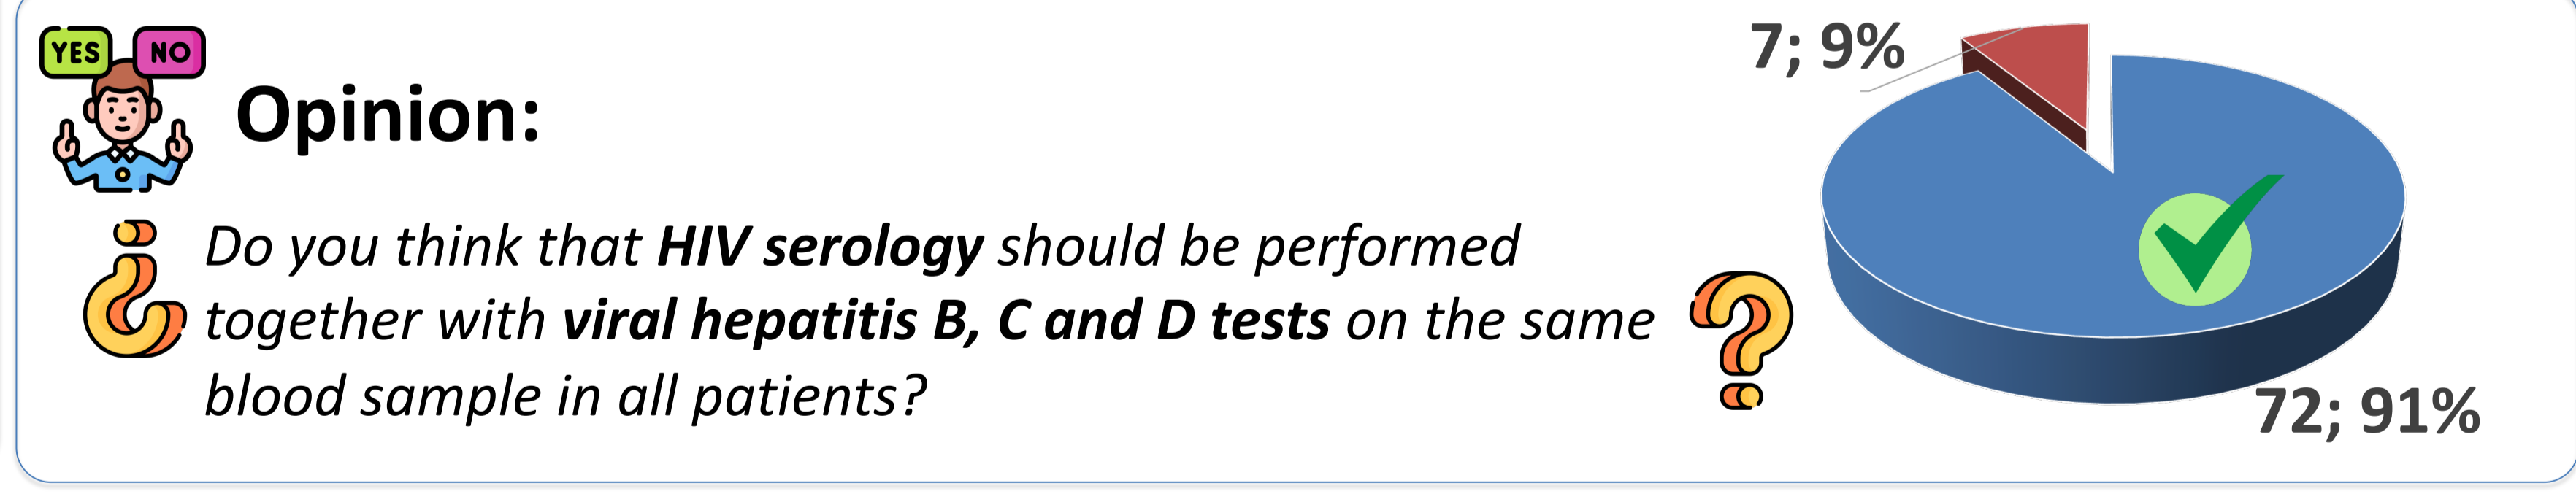 YES NO
Opinion:
¿ Do you think that HIV serology should be performed
together with viral hepatitis B, C and D tests on the same ?
blood sample in all patients?
7; 9%
72; 91%